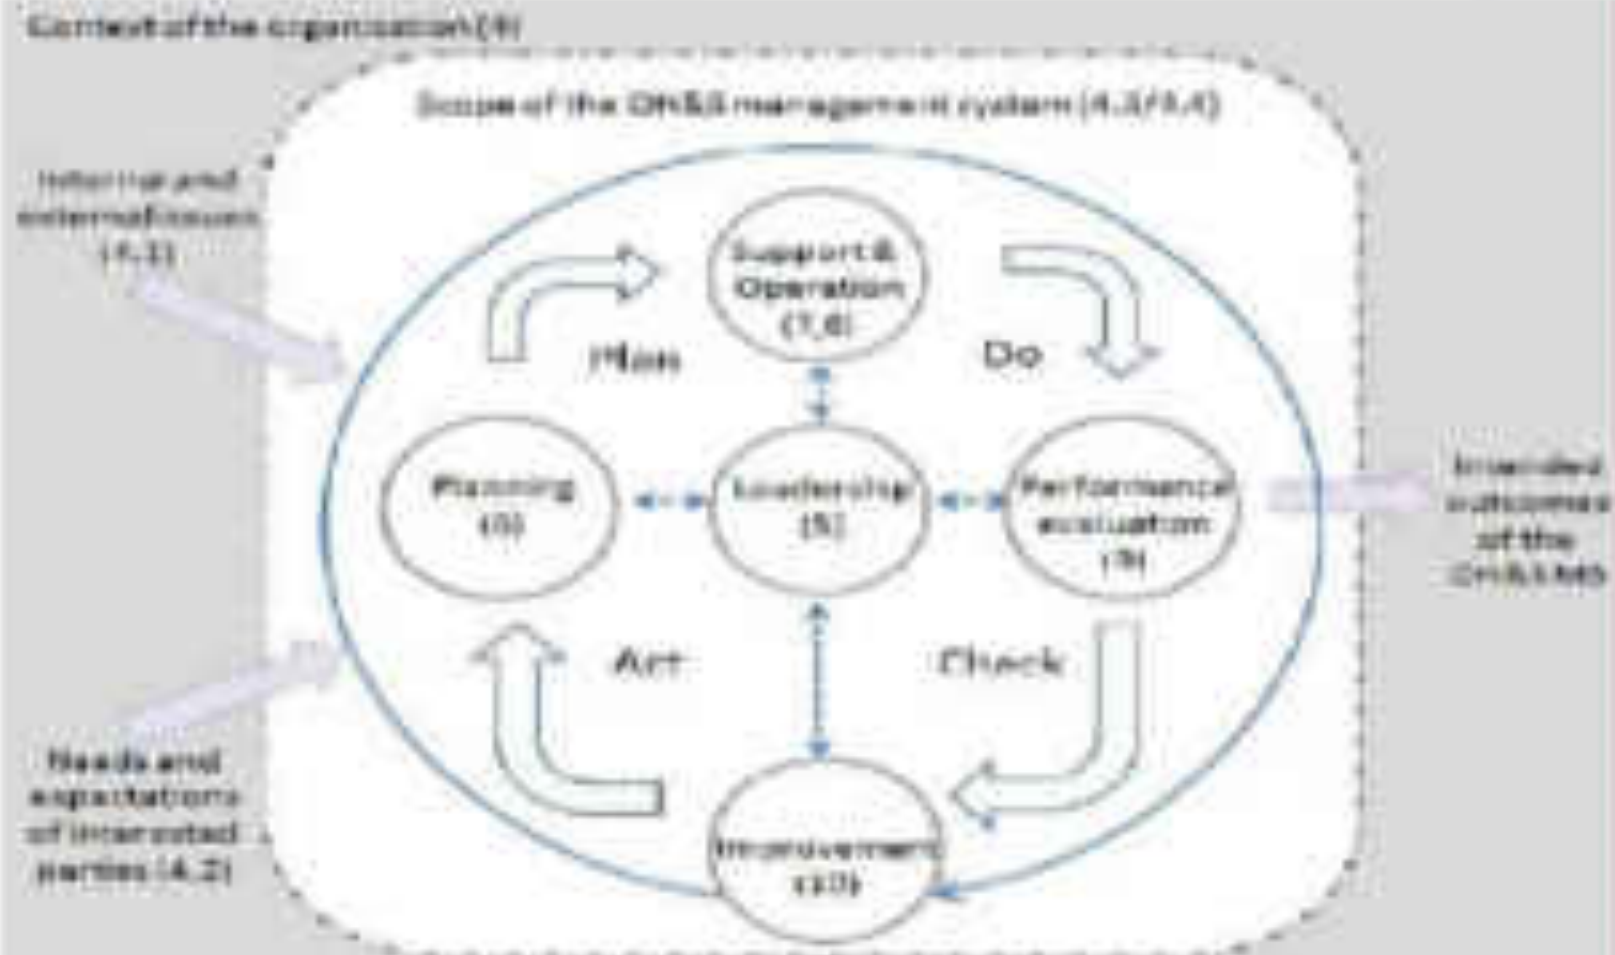 Context of the organisation (4)
Scope of the OH&S management system (4.3/4.4)
Internal and
external issues
(4.1)
Support &
Operation
(7,8)
Plan
Do
Planning
(6)
Leadership
(5)
Performance
evaluation
(9)
Intended
outcomes
of the
OH&S MS
Act
Check
Needs and
expectations
of interested
parties (4.2)
Improvement
(10)